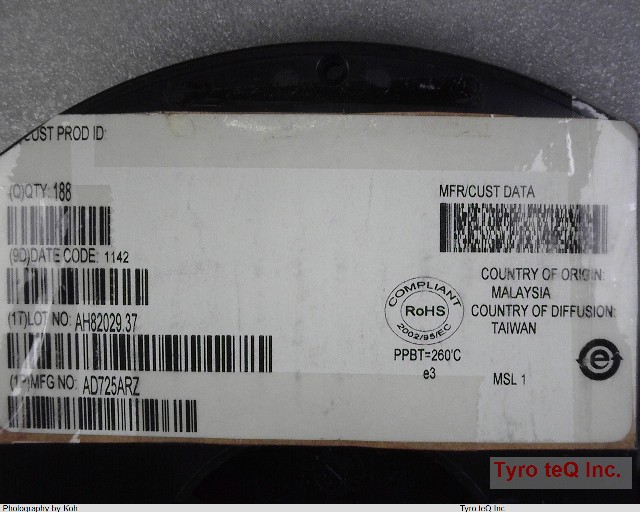 CUST PROD ID:
(Q)QTY: 188
MFR/CUST DATA
(9D)DATE CODE: 1142
COUNTRY OF ORIGIN:
MALAYSIA
COUNTRY OF DIFFUSION:
TAIWAN
COMPLIANT
RoHS
2002/95/EC
(1T)LOT NO: AH82029.37
PPBT=260°C
e3
MSL 1
e
(1P)MFG NO: AD725ARZ
Tyro teQ Inc.
Photography by Koh
Tyro teQ Inc